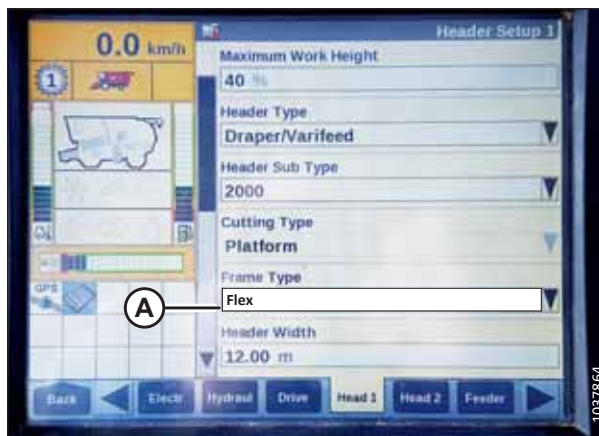 0.0 km/h
Header Setup 1
1
Maximum Work Height
40 %
Header Type
Draper/Varifeed
Header Sub Type
2000
Cutting Type
Platform
Frame Type
A
Flex
GPS
Header Width
12.00 m
Back Electr Hydraul Drive Head 1 Head 2 Feeder
1037864